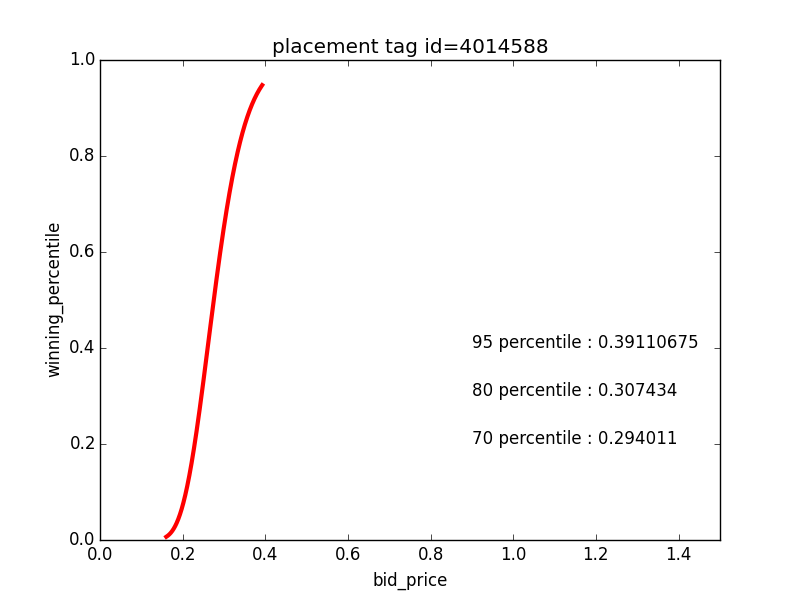 placement tag id=4014588
1.0
0.8
0.6
0.4
0.2
0.0
winning_percentile
95 percentile : 0.39110675
80 percentile : 0.307434
70 percentile : 0.294011
0.0 0.2 0.4 0.6 0.8 1.0 1.2 1.4
bid_price